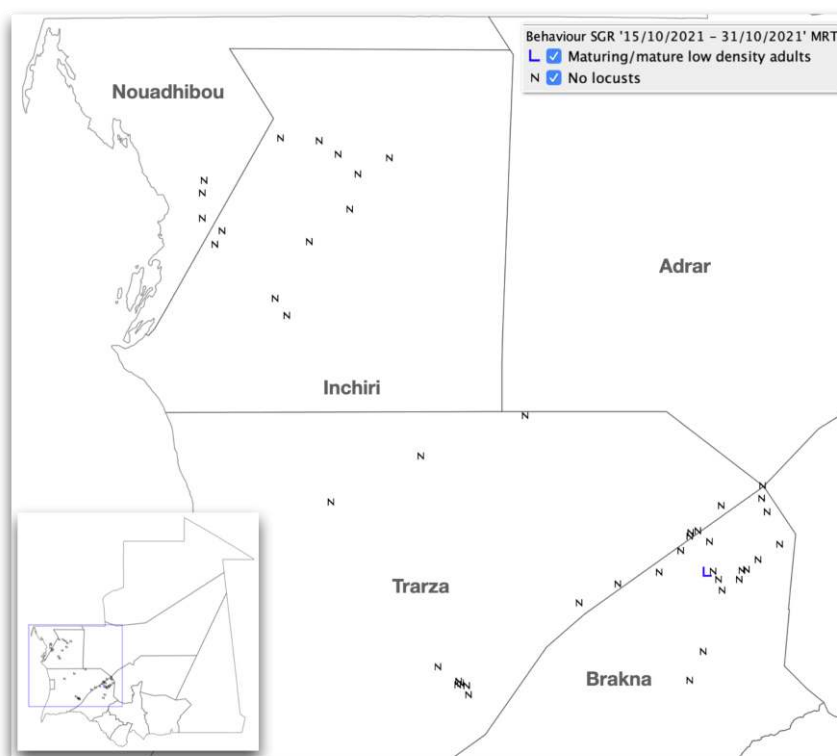 Behaviour SGR '15/10/2021 - 31/10/2021' MRT
L Maturing/mature low density adults
N No locusts
Nouadhibou
Adrar
Inchiri
Trarza
Brakna